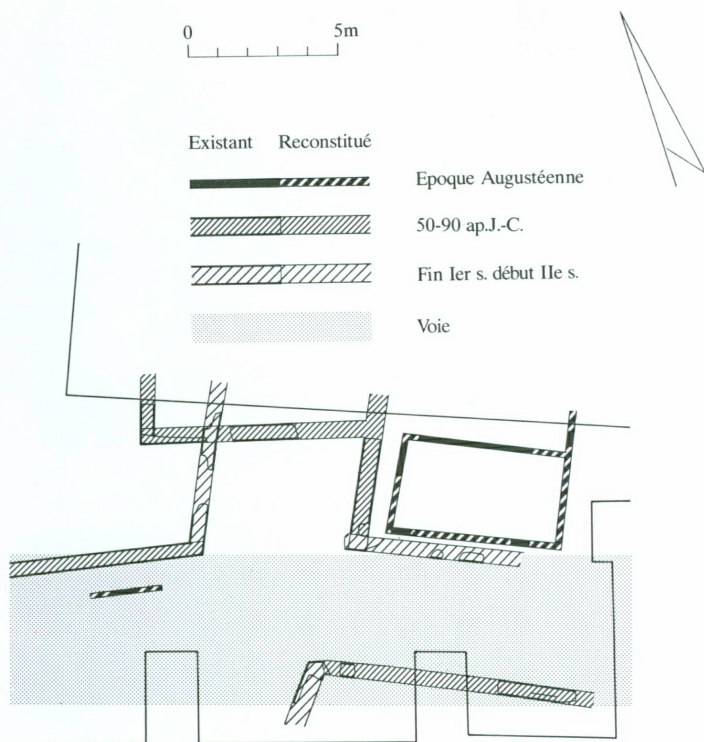 0 5m
Existant Reconstitué
Epoque Augustéenne
50-90 ap.J.-C.
Fin Ier s. début IIe s.
Voie